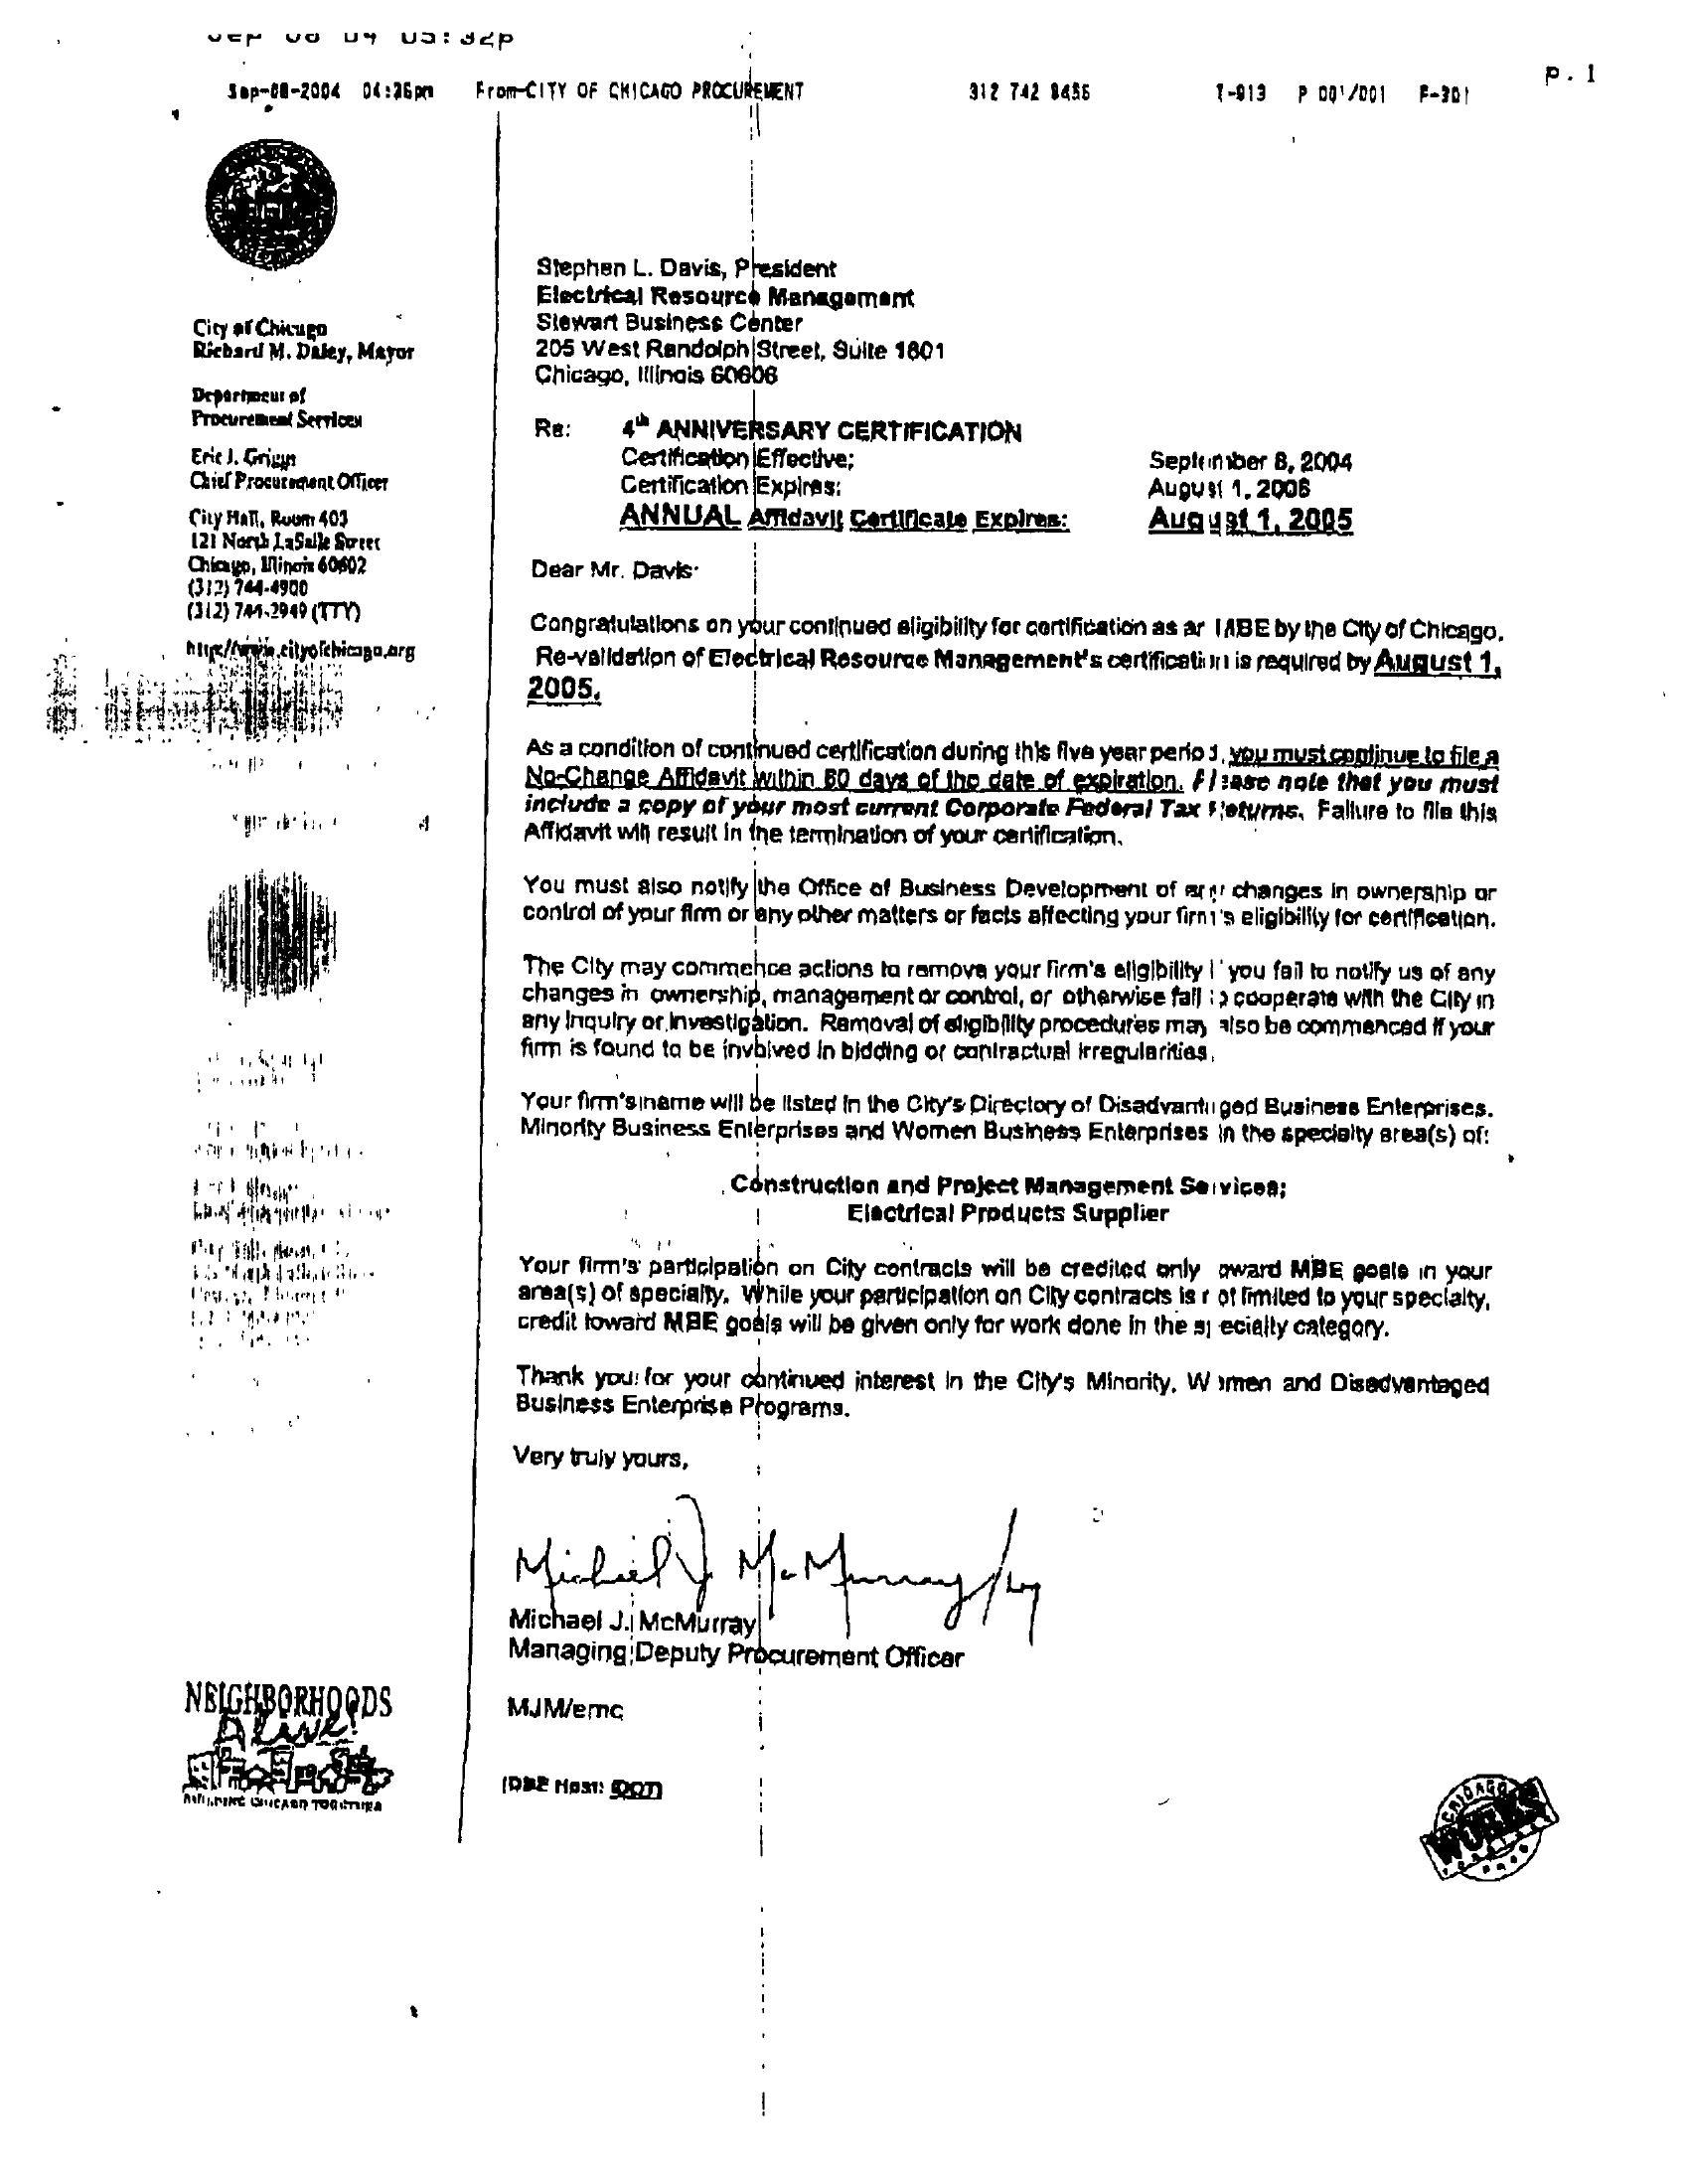 Sep 08 04 05:32p
p. 1
Sep-08-2004 04:26pm From-CITY OF CHICAGO PROCUREMENT 312 742 8456 T-913 P 001/001 F-301
City of Chicago
Richard M. Daley, Mayor
Department of
Procurement Services
Eric J. Griggs
Chief Procurement Officer
City Hall, Room 403
121 North LaSalle Street
Chicago, Illinois 60602
(312) 744-4900
(312) 744-2949 (TTY)
http://www.cityofchicago.org
NEIGHBORHOODS
Alive!
BUILDING CHICAGO TOGETHER
Stephen L. Davis, President
Electrical Resource Management
Stewart Business Center
205 West Randolph Street, Suite 1601
Chicago, Illinois 60606
Re: 4th ANNIVERSARY CERTIFICATION
Certification Effective: September 8, 2004
Certification Expires: August 1, 2006
ANNUAL Affidavit Certificate Expires: August 1, 2005
Dear Mr. Davis:
Congratulations on your continued eligibility for certification as an MBE by the City of Chicago.
Re-validation of Electrical Resource Management's certification is required by August 1,
2005.
As a condition of continued certification during this five year period, you must continue to file a
No-Change Affidavit within 60 days of the date of expiration. Please note that you must
include a copy of your most current Corporate Federal Tax Returns. Failure to file this
Affidavit will result in the termination of your certification.
You must also notify the Office of Business Development of any changes in ownership or
control of your firm or any other matters or facts affecting your firm's eligibility for certification.
The City may commence actions to remove your firm's eligibility if you fail to notify us of any
changes in ownership, management or control, or otherwise fail to cooperate with the City in
any inquiry or investigation. Removal of eligibility procedures may also be commenced if your
firm is found to be involved in bidding or contractual irregularities.
Your firm's name will be listed in the City's Directory of Disadvantaged Business Enterprises.
Minority Business Enterprises and Women Business Enterprises in the specialty area(s) of:
Construction and Project Management Services;
Electrical Products Supplier
Your firm's participation on City contracts will be credited only toward MBE goals in your
area(s) of specialty. While your participation on City contracts is not limited to your specialty,
credit toward MBE goals will be given only for work done in the specialty category.
Thank you for your continued interest in the City's Minority, Women and Disadvantaged
Business Enterprise Programs.
Very truly yours,
Michael J. McMurray
Michael J. McMurray
Managing Deputy Procurement Officer
MJM/emc
(DBE Host: DOT)
CHICAGO
WORKS